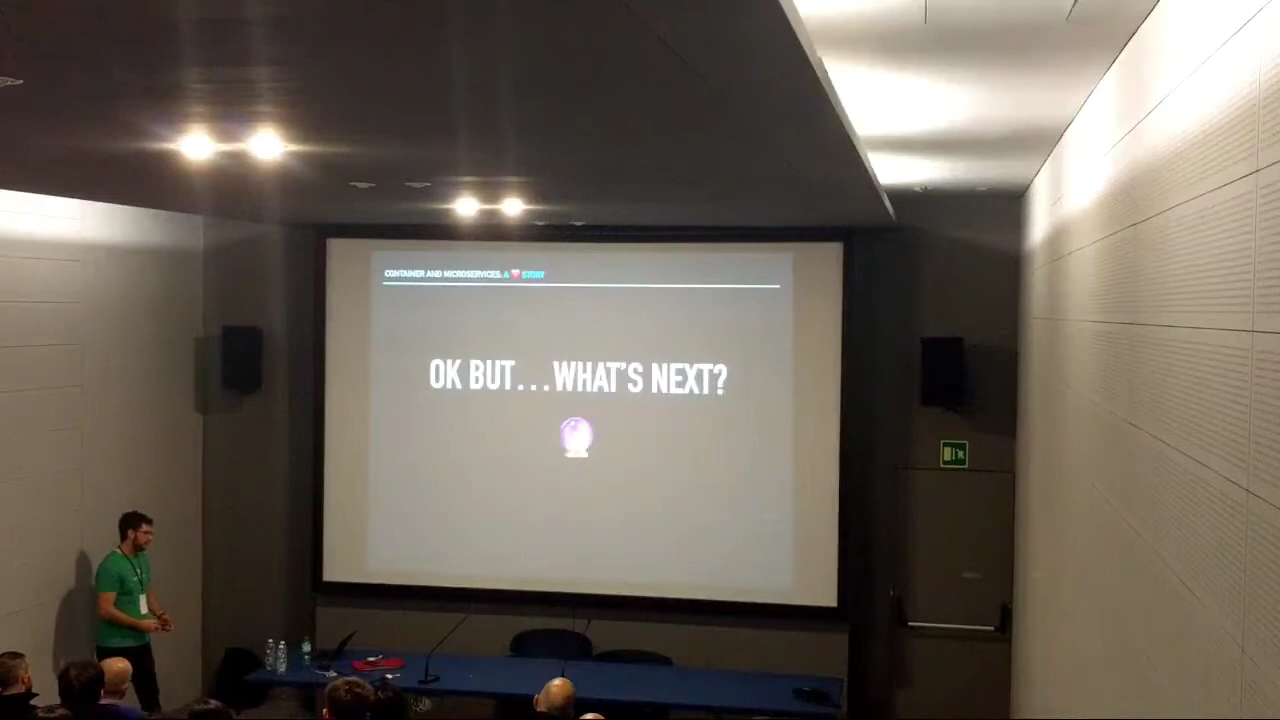 CONTAINER AND MICROSERVICES: A ❤ STORY
OK BUT...WHAT'S NEXT?